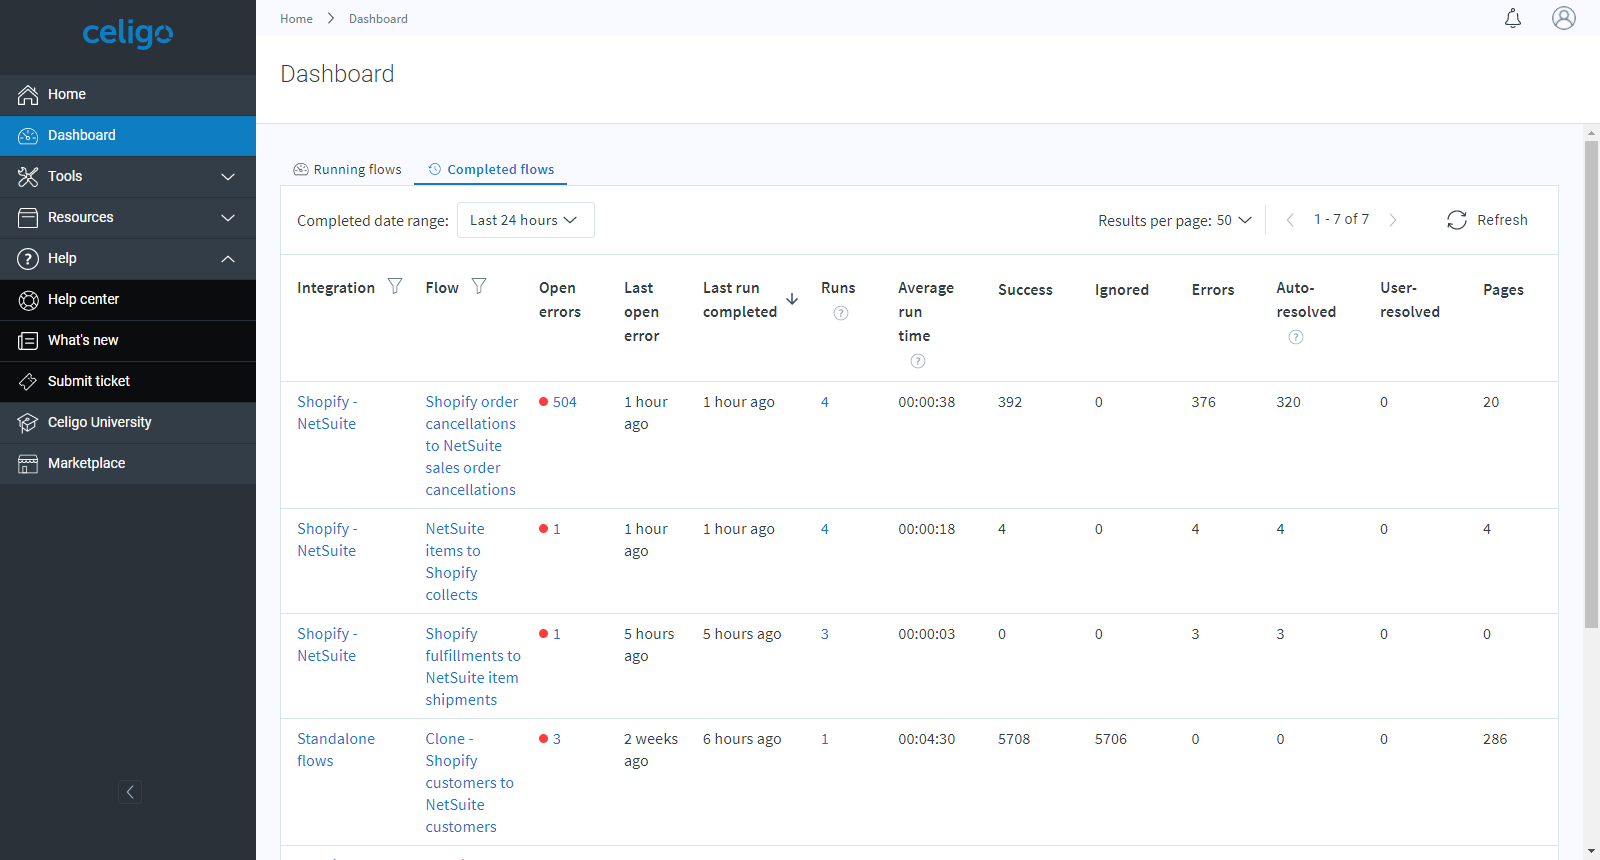 celigo
Home
Dashboard
Tools
Resources
Help
Help center
What's new
Submit ticket
Celigo University
Marketplace
Home > Dashboard
Dashboard
Running flows
Completed flows
Completed date range: Last 24 hours
Results per page: 50
1 - 7 of 7
Refresh
Integration
Flow
Open
errors
Last
open
error
Last run
completed
Runs
?
Average
run
time
?
Success
Ignored
Errors
Auto-
resolved
?
User-
resolved
Pages
Shopify -
NetSuite
Shopify order
cancellations
to NetSuite
sales order
cancellations
504
1 hour
ago
1 hour ago
4
00:00:38
392
0
376
320
0
20
Shopify -
NetSuite
NetSuite
items to
Shopify
collects
1
1 hour
ago
1 hour ago
4
00:00:18
4
0
4
4
0
4
Shopify -
NetSuite
Shopify
fulfillments to
NetSuite item
shipments
1
5 hours
ago
5 hours ago
3
00:00:03
0
0
3
3
0
0
Standalone
flows
Clone -
Shopify
customers to
NetSuite
customers
3
2 weeks
ago
6 hours ago
1
00:04:30
5708
5706
0
0
0
286